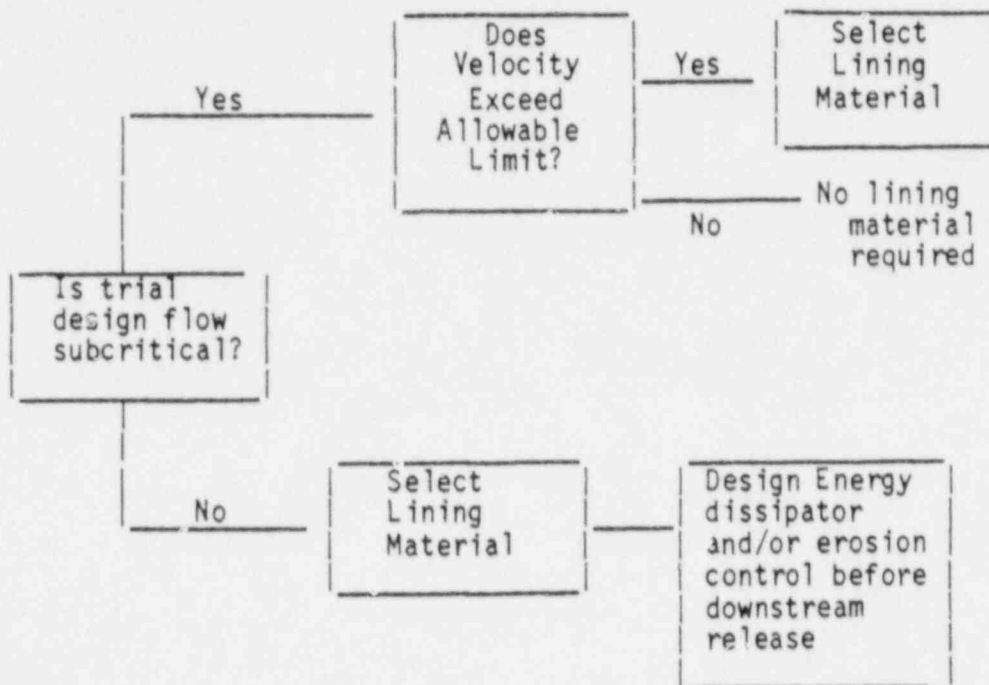 Does
Velocity
Exceed
Allowable
Limit?
Yes
Select
Lining
Material
Yes
No
No lining
material
required
Is trial
design flow
subcritical?
No
Select
Lining
Material
Design Energy
dissipator
and/or erosion
control before
downstream
release